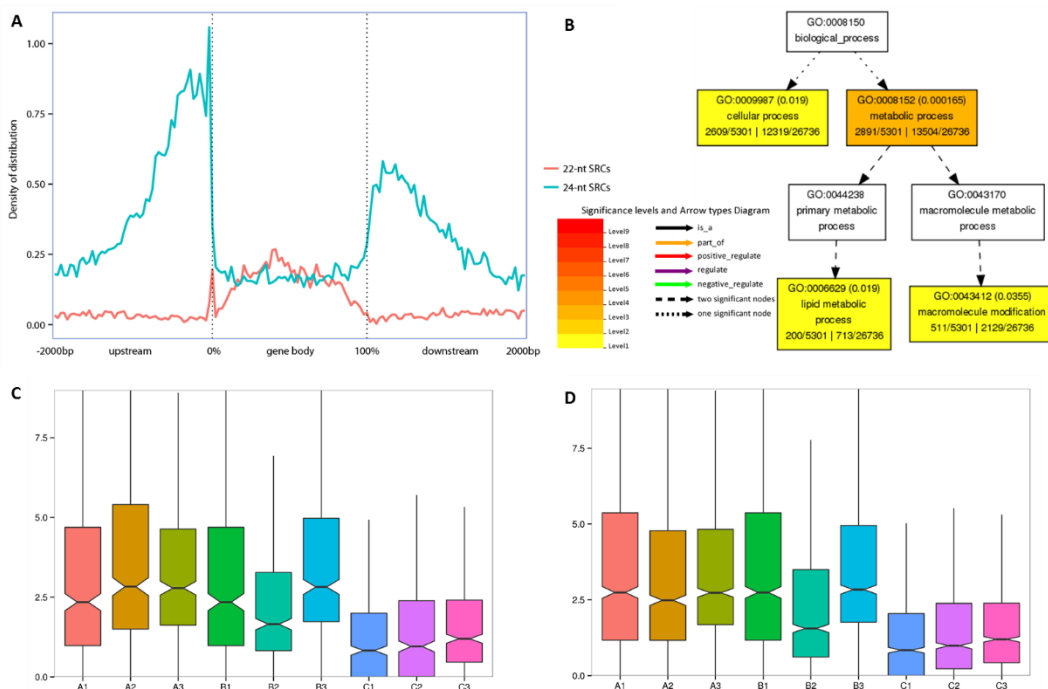 A
1.00
0.75
0.50
0.25
0.00
Density of distribution
-2000bp
upstream
0%
gene body
100%
downstream
2000bp
22-nt SRCs
24-nt SRCs
B
GO:0008150
biological_process
GO:0009987 (0.019)
cellular process
2609/5301 | 12319/26736
GO:0008152 (0.000165)
metabolic process
2891/5301 | 13504/26736
GO:0044238
primary metabolic
process
GO:0043170
macromolecule metabolic
process
GO:0006629 (0.019)
lipid metabolic
process
200/5301 | 713/26736
GO:0043412 (0.0355)
macromolecule modification
511/5301 | 2129/26736
Significance levels and Arrow types Diagram
Level9
Level8
Level7
Level6
Level5
Level4
Level3
Level2
Level1
is_a
part_of
positive_regulate
regulate
negative_regulate
two significant nodes
one significant node
C
7.5
5.0
2.5
0.0
A1
A2
A3
B1
B2
B3
C1
C2
C3
D
7.5
5.0
2.5
0.0
A1
A2
A3
B1
B2
B3
C1
C2
C3